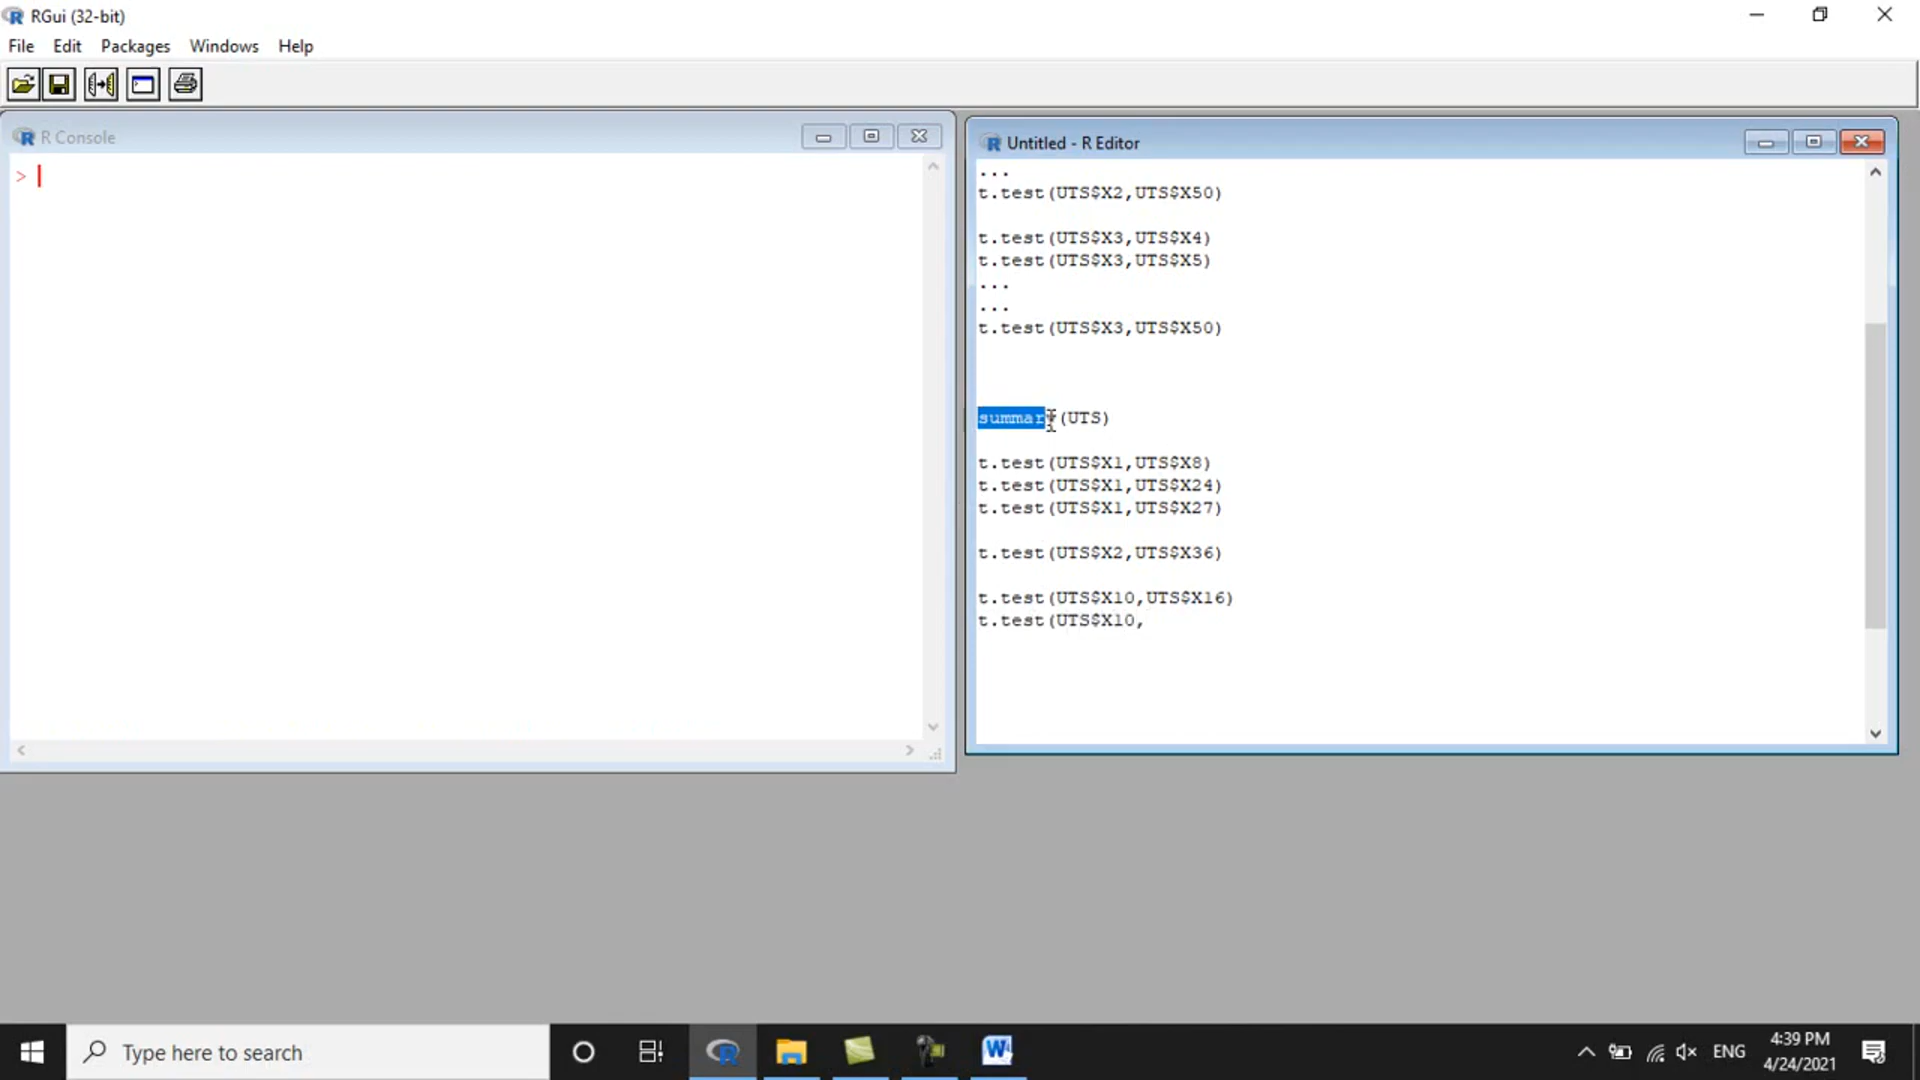 RGui (32-bit)
File Edit Packages Windows Help
R Console
>
Untitled - R Editor
...
t.test(UTS$X2,UTS$X50)
t.test(UTS$X3,UTS$X4)
t.test(UTS$X3,UTS$X5)
...
...
t.test(UTS$X3,UTS$X50)
summary(UTS)
t.test(UTS$X1,UTS$X8)
t.test(UTS$X1,UTS$X24)
t.test(UTS$X1,UTS$X27)
t.test(UTS$X2,UTS$X36)
t.test(UTS$X10,UTS$X16)
t.test(UTS$X10,
Type here to search
ENG
4:39 PM
4/24/2021